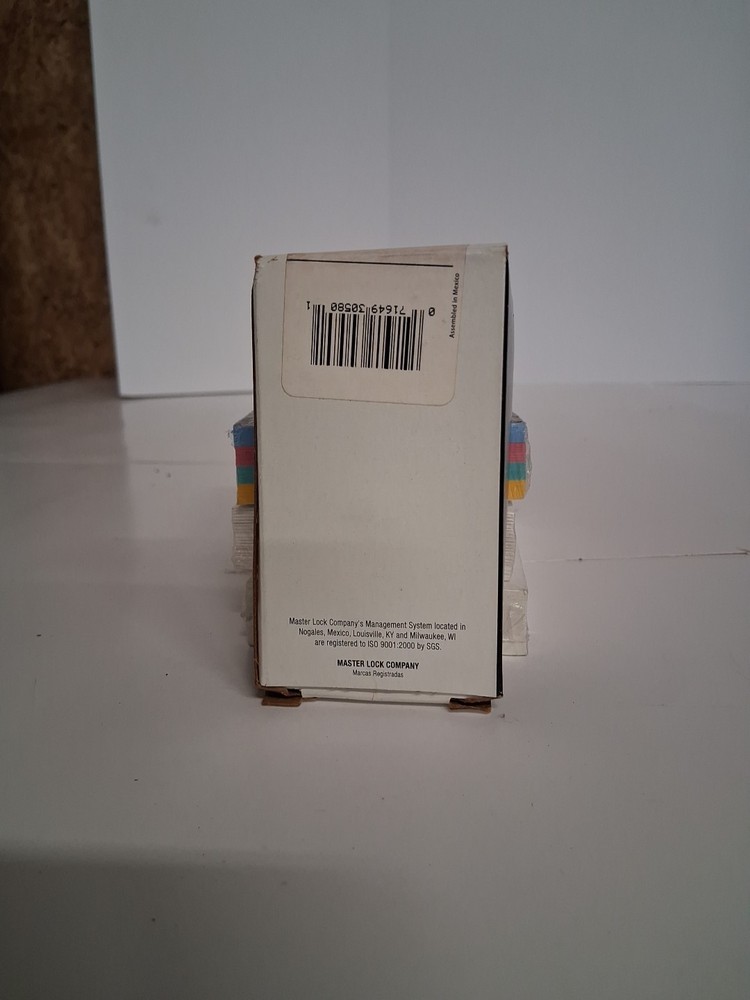 0 71649 30580 1
Assembled in Mexico
Master Lock Company's Management System located in
Nogales, Mexico, Louisville, KY and Milwaukee, WI
are registered to ISO 9001:2000 by SGS.
MASTER LOCK COMPANY
Marcas Registradas